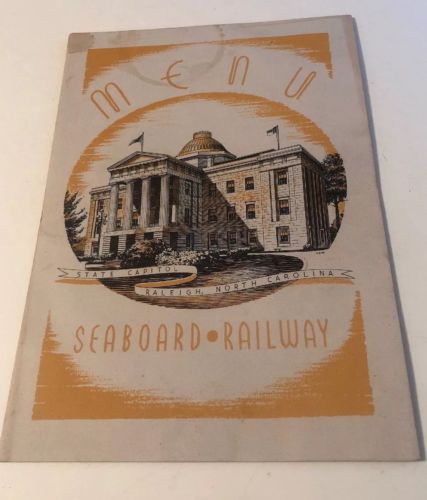 MENU
STATE CAPITOL
RALEIGH, NORTH CAROLINA
SEABOARD • RAILWAY